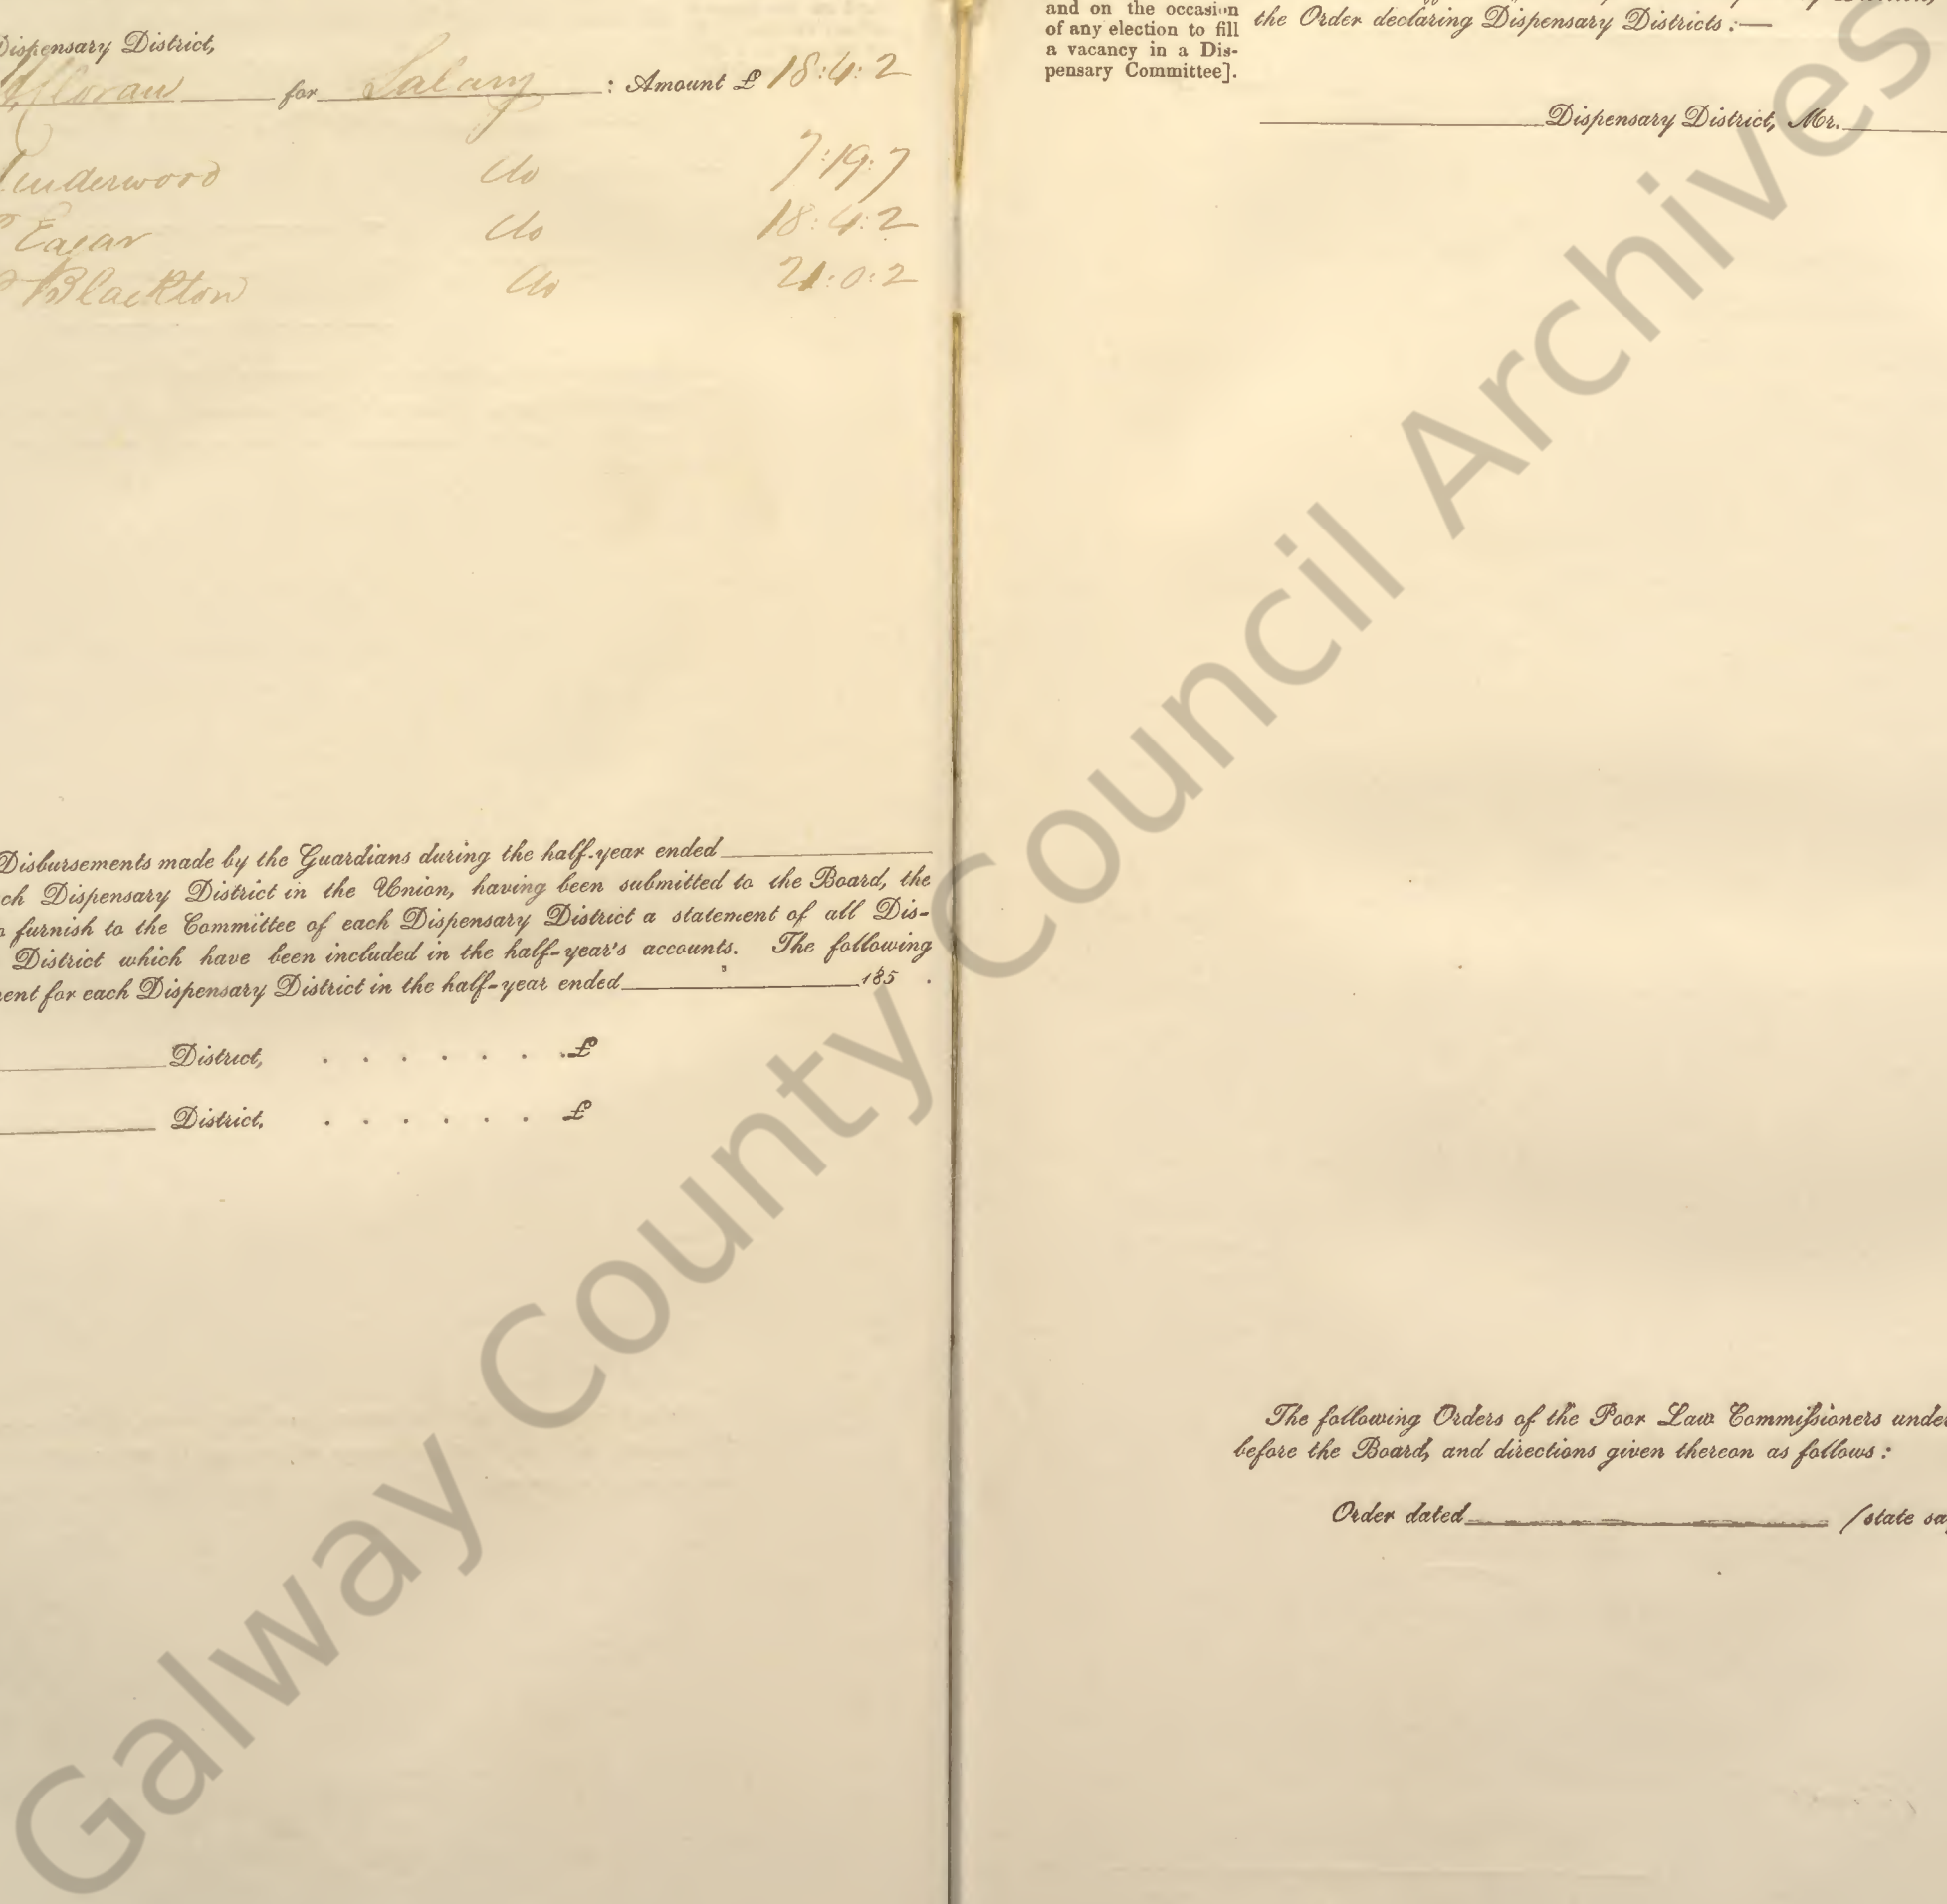 Dispensary District,
Moran for Salary : Amount £ 18:4:2
Underwood do 7:19:7
Eagar do 18:4:2
Blackton do 21:0:2
Disbursements made by the Guardians during the half-year ended
ch Dispensary District in the Union, having been submitted to the Board, the
furnish to the Committee of each Dispensary District a statement of all Dis-
District which have been included in the half-year's accounts. The following
ent for each Dispensary District in the half-year ended 185 .
District, . . . . . . £
District, . . . . . . £
and on the occasion
of any election to fill
a vacancy in a Dis-
pensary Committee].
the Order declaring Dispensary Districts:—
Dispensary District, Mr.
The following Orders of the Poor Law Commissioners unde
before the Board, and directions given thereon as follows:
Order dated (state sa
Galway County Council Archives